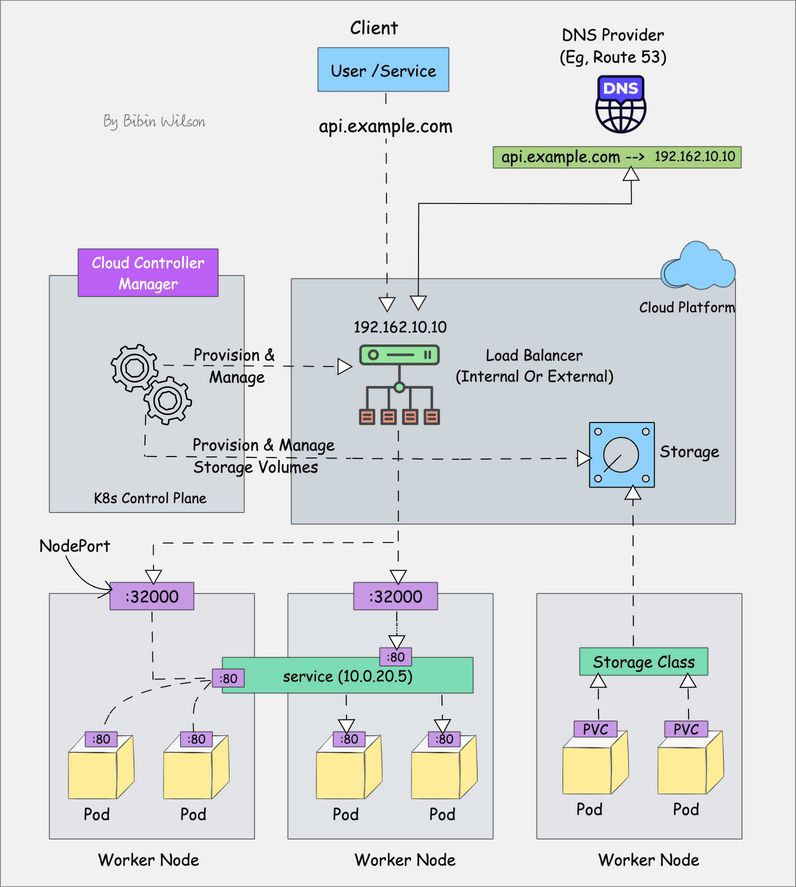 Client
DNS Provider
(Eg, Route 53)
User /Service
DNS
By Bibin Wilson
api.example.com
api.example.com --> 192.162.10.10
Cloud Controller
Manager
Cloud Platform
192.162.10.10
Provision &
Manage
Load Balancer
(Internal Or External)
Provision & Manage
Storage Volumes
Storage
K8s Control Plane
NodePort
:32000
:32000
:80
service (10.0.20.5)
:80
Storage Class
:80
:80
:80
:80
PVC
PVC
Pod
Pod
Pod
Pod
Pod
Pod
Worker Node
Worker Node
Worker Node